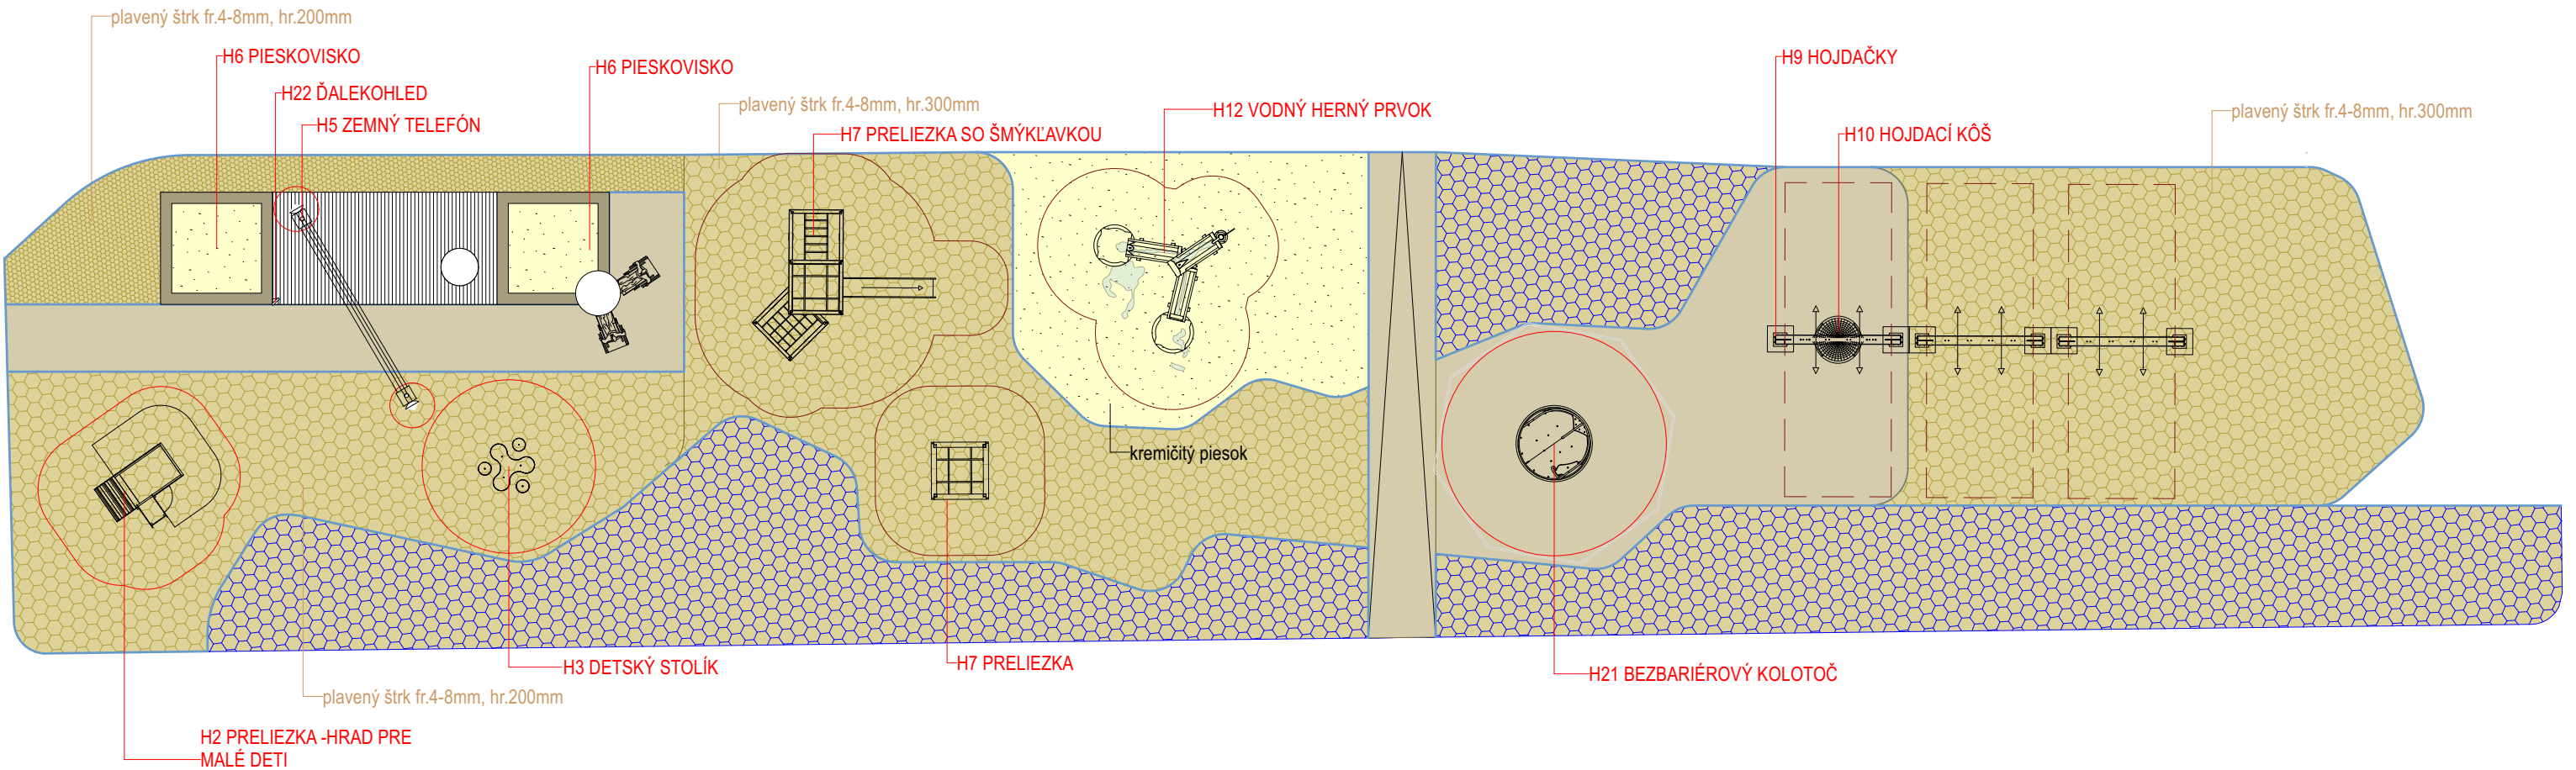 plavený štrk fr.4-8mm, hr.200mm
H6 PIESKOVISKO
H6 PIESKOVISKO
H9 HOJDAČKY
H22 ĎALEKOHLED
plavený štrk fr.4-8mm, hr.300mm
H12 VODNÝ HERNÝ PRVOK
plavený štrk fr.4-8mm, hr.300mm
H5 ZEMNÝ TELEFÓN
H7 PRELIEZKA SO ŠMÝKĽAVKOU
H10 HOJDACÍ KÔŠ
kremičitý piesok
H3 DETSKÝ STOLÍK
H7 PRELIEZKA
H21 BEZBARIÉROVÝ KOLOTOČ
plavený štrk fr.4-8mm, hr.200mm
H2 PRELIEZKA -HRAD PRE
MALÉ DETI